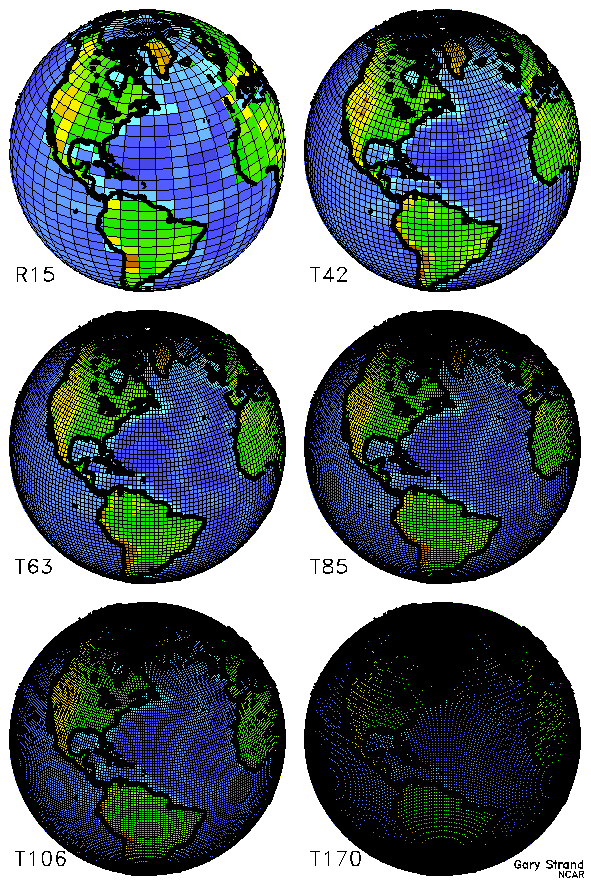 R15
T42
T63
T85
T106
T170
Gary Strand
NCAR